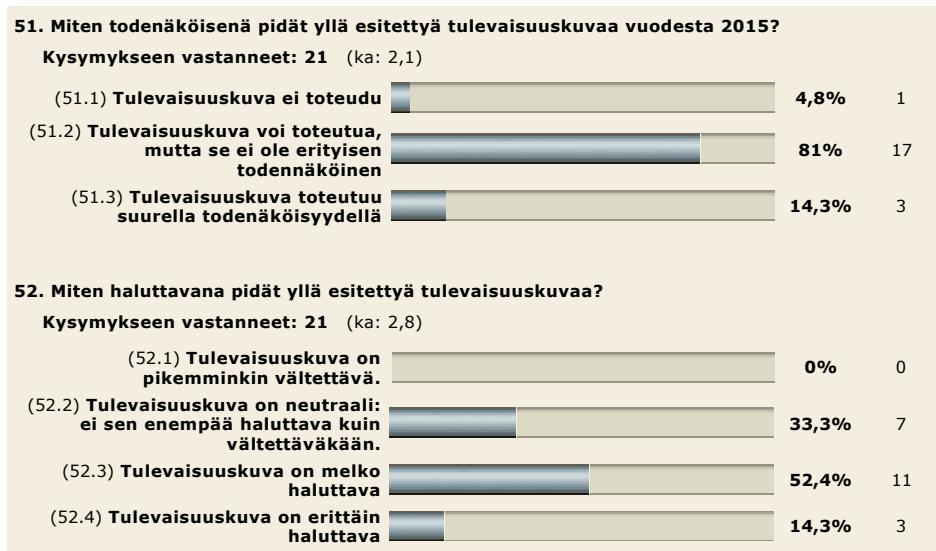 51. Miten todenäköisenä pidät yllä esitettyä tulevaisuuskuvaa vuodesta 2015?
Kysymykseen vastanneet: 21 (ka: 2,1)
(51.1) Tulevaisuuskuva ei toteudu 4,8% 1
(51.2) Tulevaisuuskuva voi toteutua,
mutta se ei ole erityisen
todennäköinen
81% 17
(51.3) Tulevaisuuskuva toteutuu
suurella todenäköisyydellä
14,3% 3
52. Miten haluttavana pidät yllä esitettyä tulevaisuuskuvaa?
Kysymykseen vastanneet: 21 (ka: 2,8)
(52.1) Tulevaisuuskuva on
pikemminkin vältettävä.
0% 0
(52.2) Tulevaisuuskuva on neutraali:
ei sen enempää haluttava kuin
vältettäväkään.
33,3% 7
(52.3) Tulevaisuuskuva on melko
haluttava
52,4% 11
(52.4) Tulevaisuuskuva on erittäin
haluttava
14,3% 3